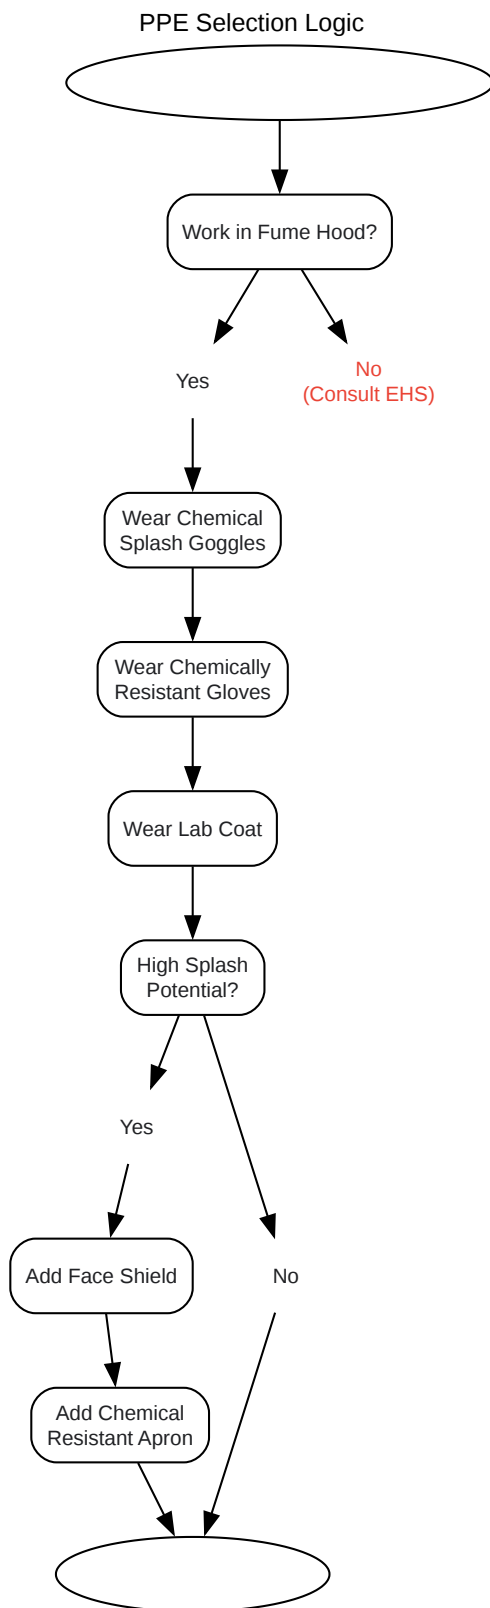 PPE Selection Logic
Work in Fume Hood?
Yes
No
(Consult EHS)
Wear Chemical
Splash Goggles
Wear Chemically
Resistant Gloves
Wear Lab Coat
High Splash
Potential?
Yes
Add Face Shield
No
Add Chemical
Resistant Apron